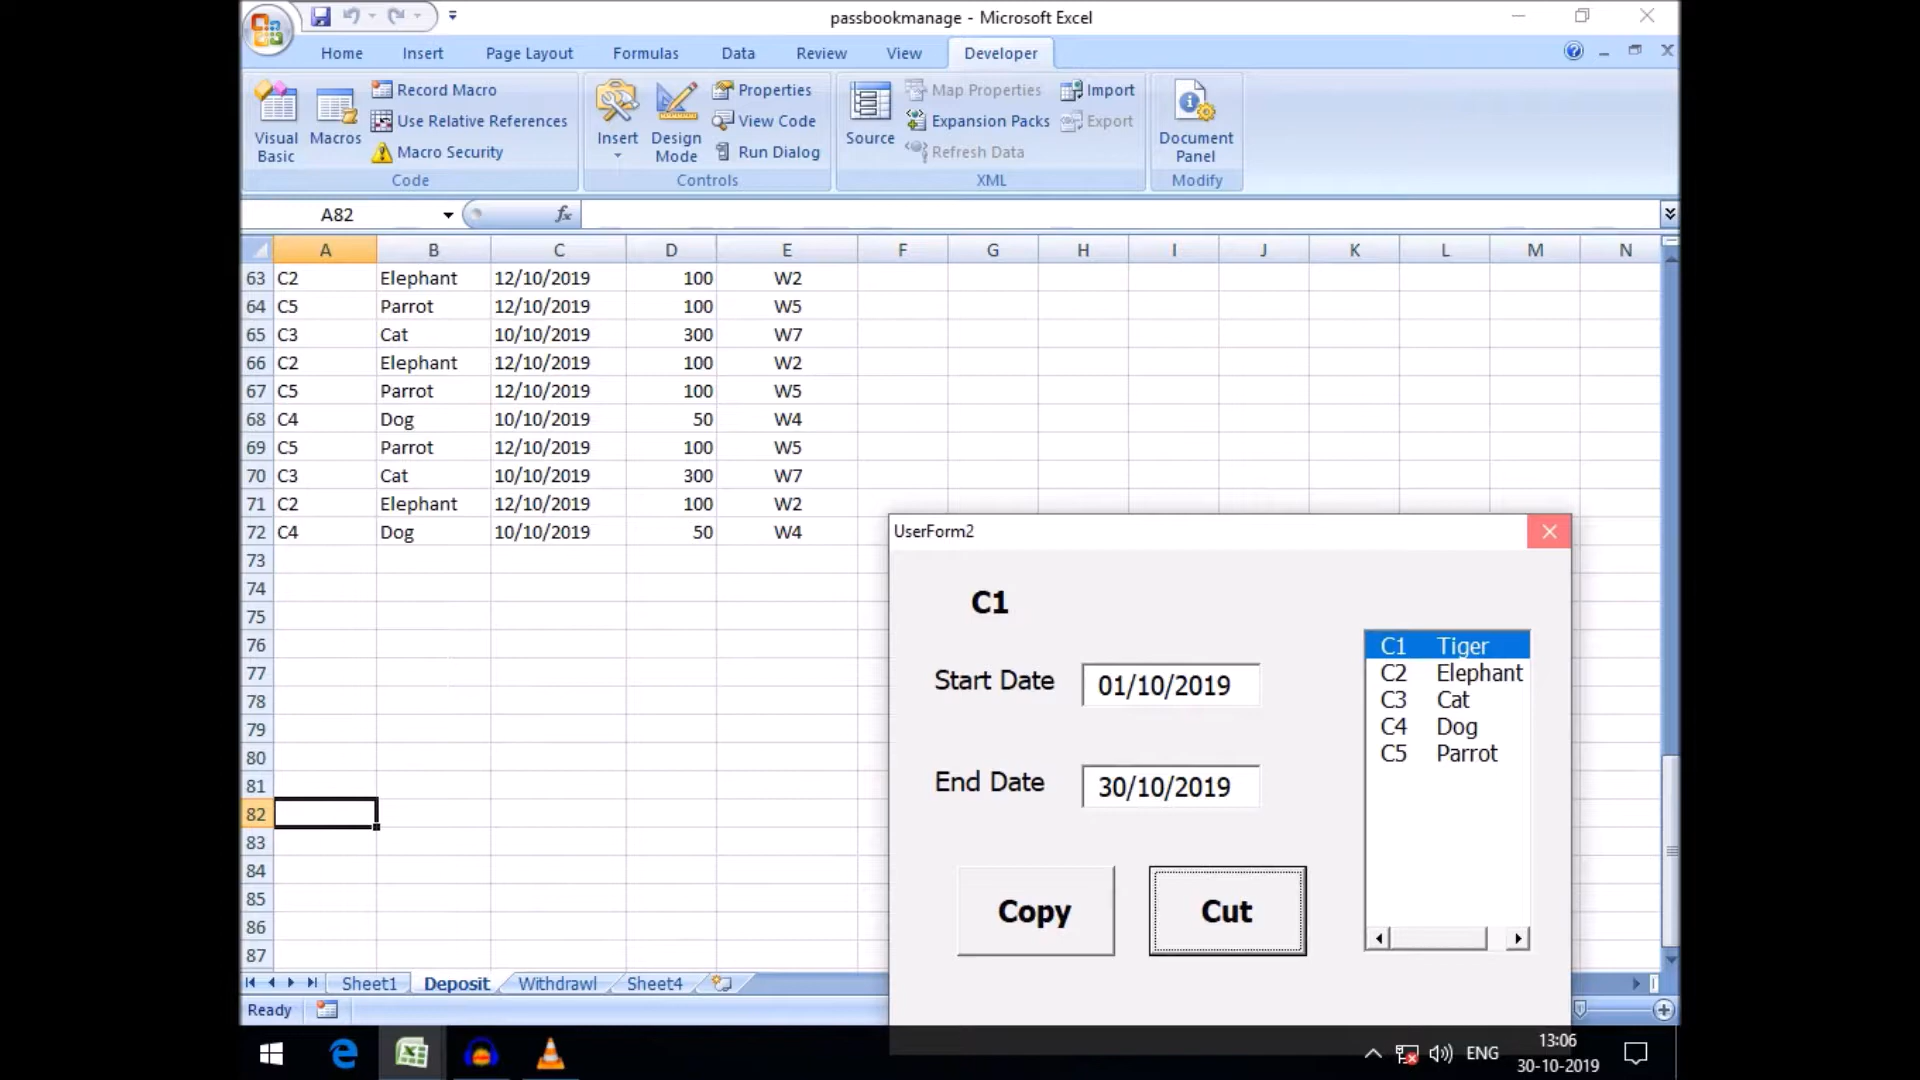 passbookmanage - Microsoft Excel
Home Insert Page Layout Formulas Data Review View Developer
Visual Basic
Macros
Record Macro
Use Relative References
Macro Security
Code
Insert
Design Mode
Properties
View Code
Run Dialog
Controls
Source
Map Properties
Expansion Packs
Refresh Data
Import
Export
XML
Document Panel
Modify
A82 fx
A B C D E F G H I J K L M N
63 C2 Elephant 12/10/2019 100 W2
64 C5 Parrot 12/10/2019 100 W5
65 C3 Cat 10/10/2019 300 W7
66 C2 Elephant 12/10/2019 100 W2
67 C5 Parrot 12/10/2019 100 W5
68 C4 Dog 10/10/2019 50 W4
69 C5 Parrot 12/10/2019 100 W5
70 C3 Cat 10/10/2019 300 W7
71 C2 Elephant 12/10/2019 100 W2
72 C4 Dog 10/10/2019 50 W4
73
74
75
76
77
78
79
80
81
82
83
84
85
86
87
UserForm2
C1
Start Date 01/10/2019
End Date 30/10/2019
Copy Cut
C1 Tiger
C2 Elephant
C3 Cat
C4 Dog
C5 Parrot
Sheet1 Deposit Withdrawl Sheet4
Ready
ENG
13:06
30-10-2019